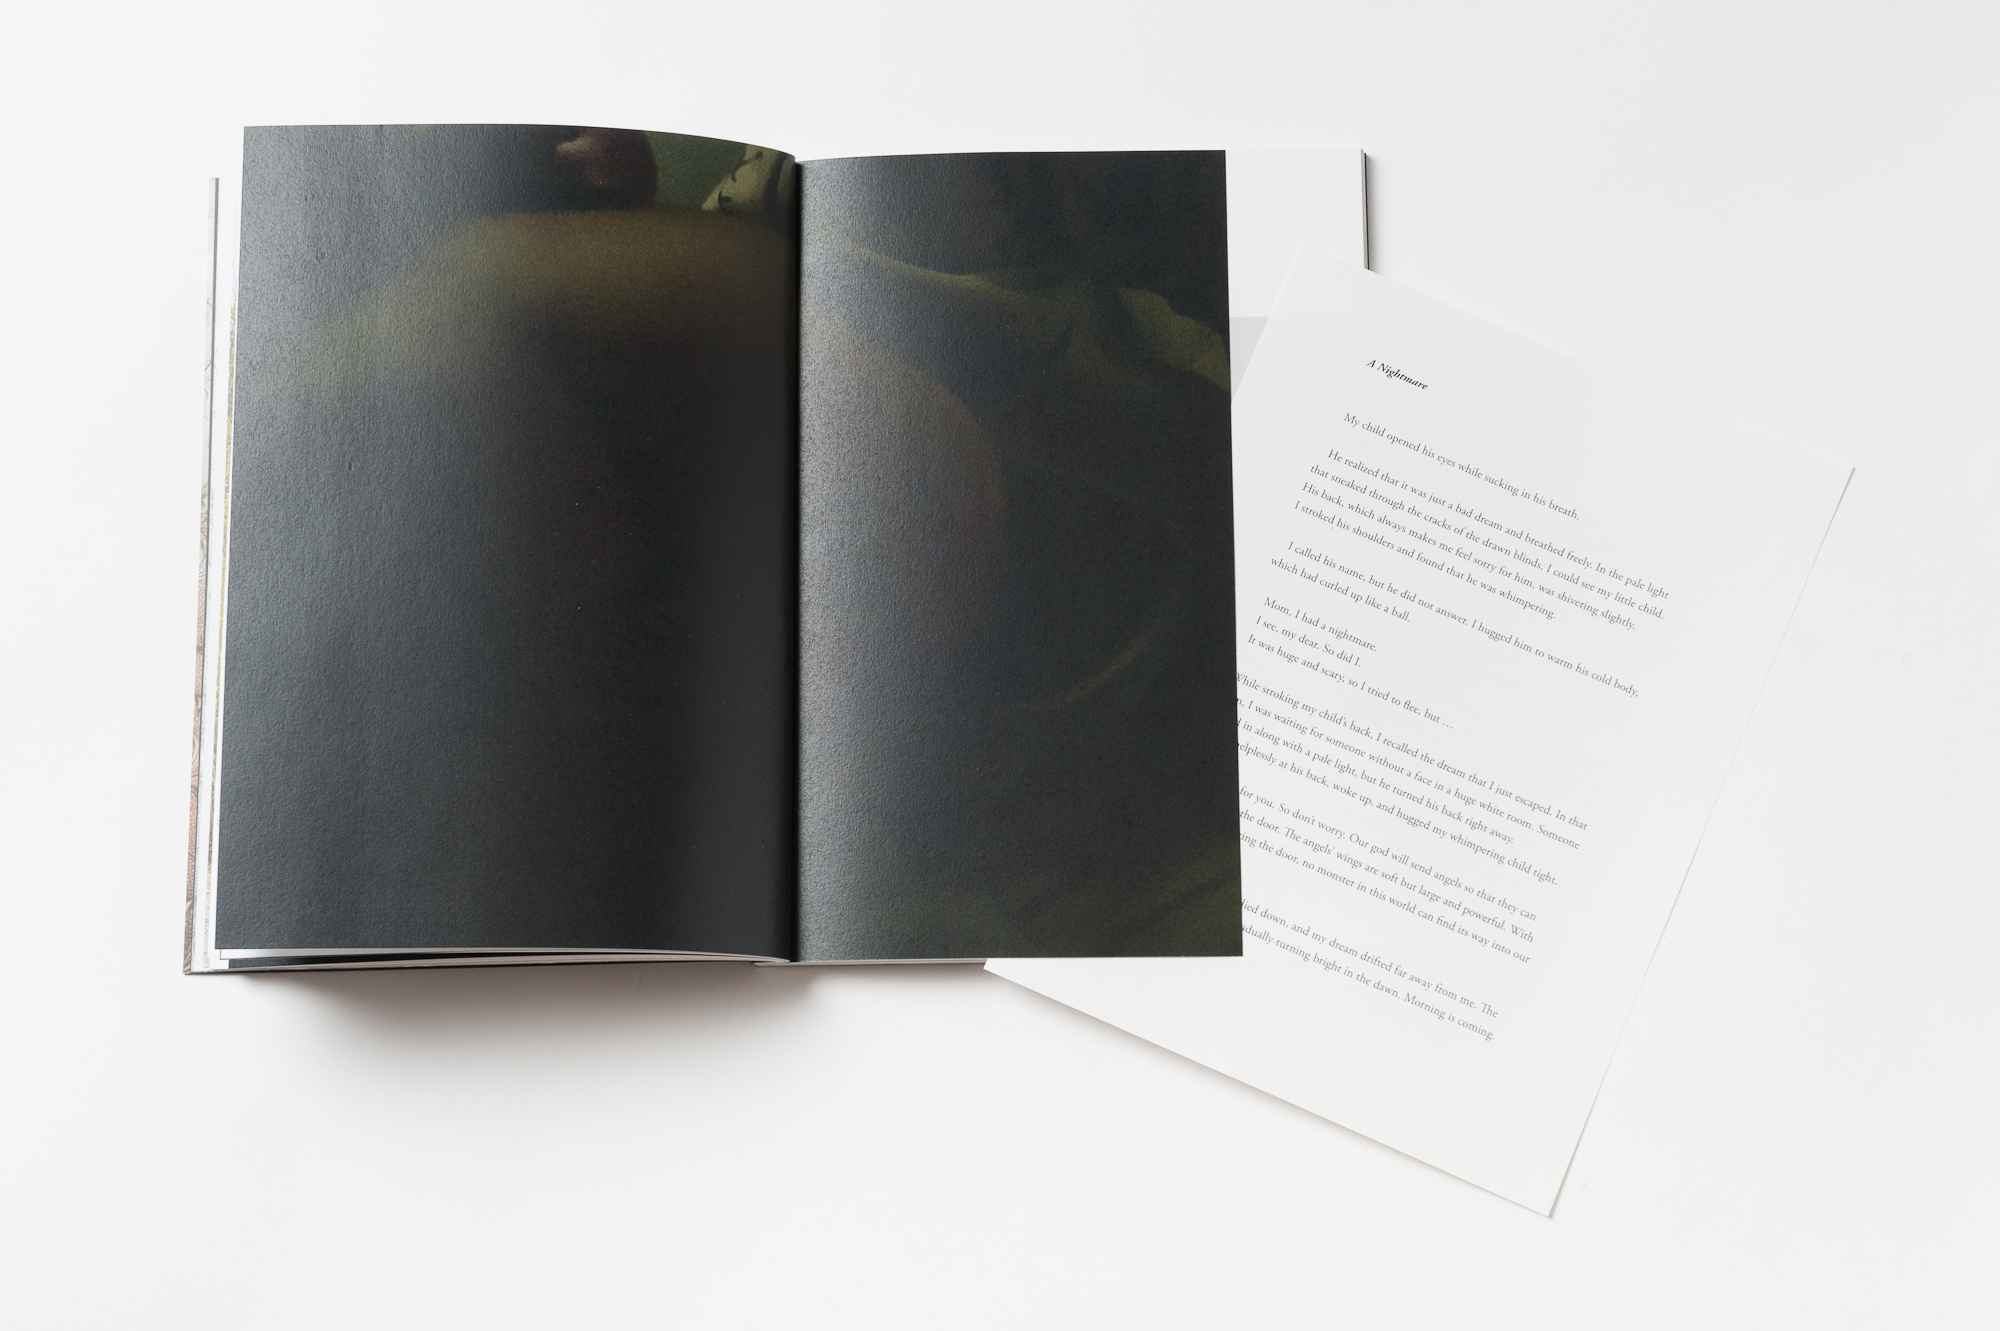 A Nightmare
My child opened his eyes while sucking in his breath.
He realized that it was just a bad dream and breathed freely. In the pale light
that sneaked through the cracks of the drawn blinds, I could see my little child.
His back, which always makes me feel sorry for him, was shivering slightly.
I stroked his shoulders and found that he was whimpering.
I called his name, but he did not answer. I hugged him to warm his cold body,
which had curled up like a ball.
Mom, I had a nightmare.
I see, my dear. So did I.
It was huge and scary, so I tried to flee, but …
While stroking my child's back, I recalled the dream that I just escaped. In that
I was waiting for someone without a face in a huge white room. Someone
in along with a pale light, but he turned his back right away.
helplessly at his back, woke up, and hugged my whimpering child tight.
for you. So don't worry. Our god will send angels so that they can
the door. The angels' wings are soft but large and powerful. With
the door, no monster in this world can find its way into our
down, and my dream drifted far away from me. The
turning bright in the dawn. Morning is coming.